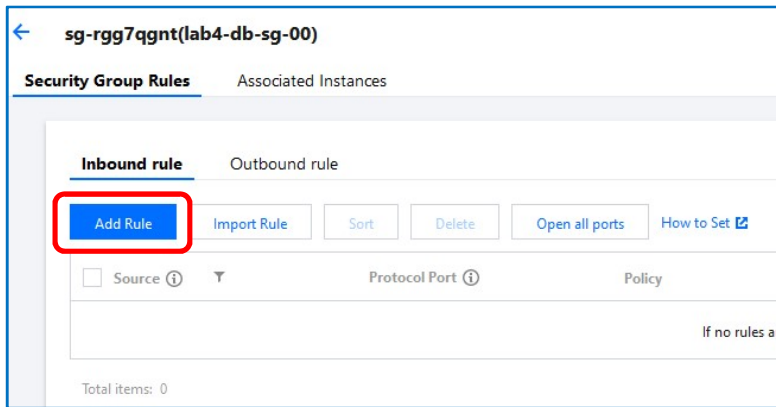 sg-rgg7qgnt(lab4-db-sg-00)
Security Group Rules Associated Instances
Inbound rule Outbound rule
Add Rule Import Rule Sort Delete Open all ports How to Set
Source Protocol Port Policy
If no rules a
Total items: 0